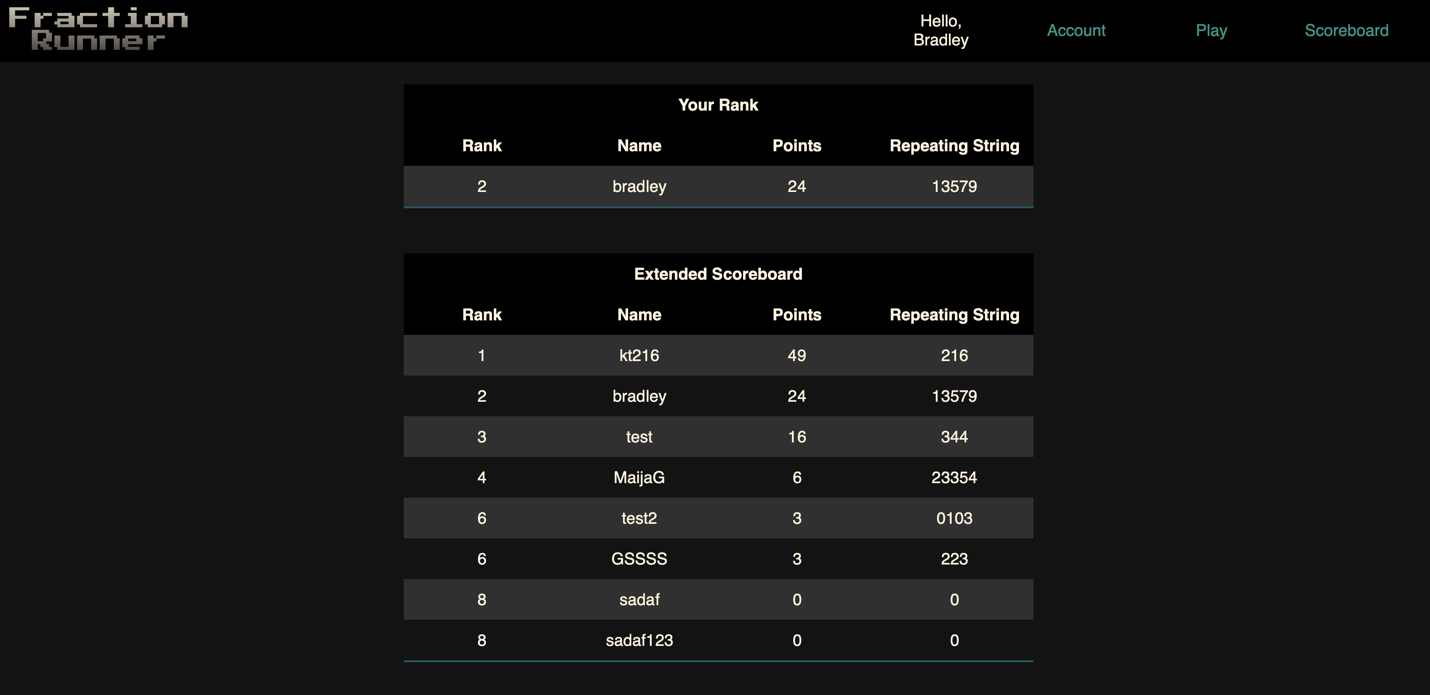 Fraction
Runner
Hello,
Bradley
Account
Play
Scoreboard
Your Rank
Rank Name Points Repeating String
2 bradley 24 13579
Extended Scoreboard
Rank Name Points Repeating String
1 kt216 49 216
2 bradley 24 13579
3 test 16 344
4 MaijaG 6 23354
6 test2 3 0103
6 GSSSS 3 223
8 sadaf 0 0
8 sadaf123 0 0